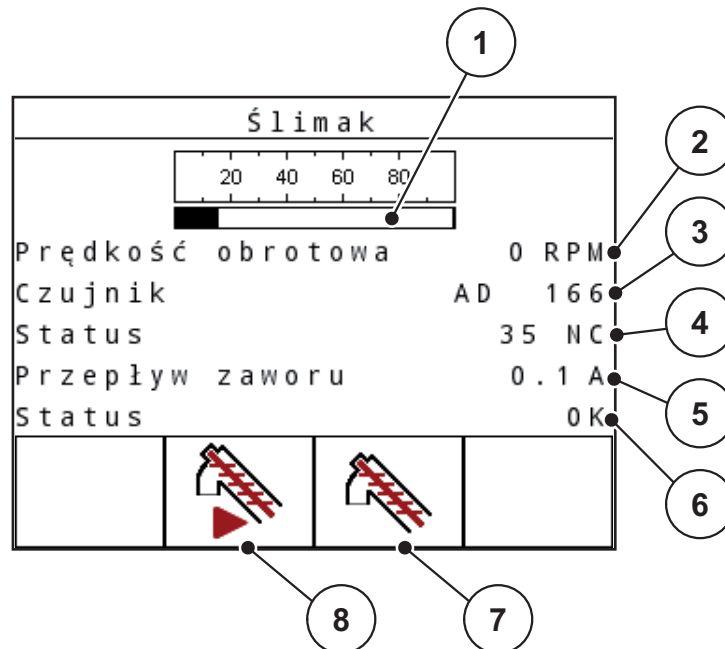 1
Ślimak
20 40 60 80
2
Prędkość obrotowa 0 RPM
3
Czujnik AD 166
4
Status 35 NC
Przepływ zaworu 0.1 A
5
Status OK
6
8 7